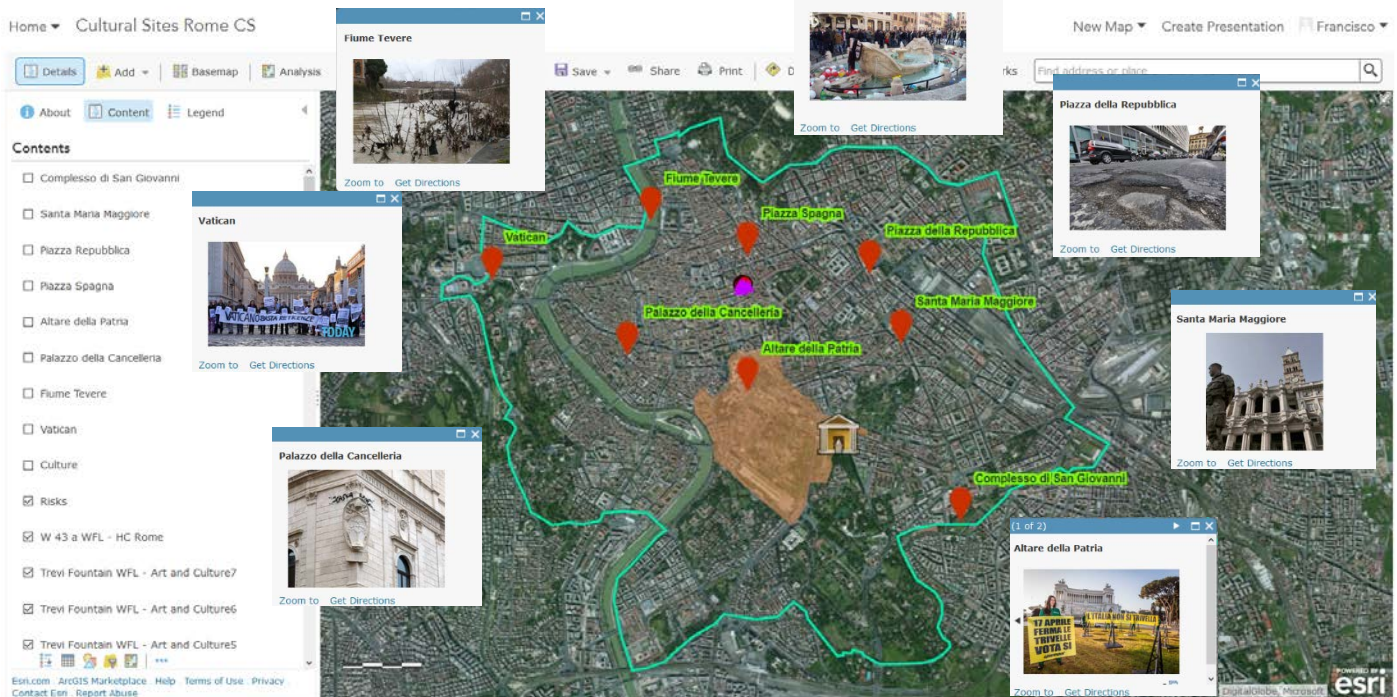 Home Cultural Sites Rome CS
New Map Create Presentation Francisco
Details Add Basemap Analysis
Save Share Print D
rks Find address or place
About Content Legend
Contents
Complesso di San Giovanni
Santa Maria Maggiore
Piazza Repubblica
Piazza Spagna
Altare della Patria
Palazzo della Cancelleria
Fiume Tevere
Vatican
Culture
Risks
W 43 a WFL - HC Rome
Trevi Fountain WFL - Art and Culture7
Trevi Fountain WFL - Art and Culture6
Trevi Fountain WFL - Art and Culture5
Esri.com . ArcGIS Marketplace . Help . Terms of Use . Privacy .
Contact Esri . Report Abuse
Fiume Tevere
Zoom to Get Directions
Zoom to Get Directions
Piazza della Repubblica
Zoom to Get Directions
Vatican
TODAY
Zoom to Get Directions
Santa Maria Maggiore
Zoom to Get Directions
Palazzo della Cancelleria
Zoom to Get Directions
(1 of 2)
Altare della Patria
17 APRILE
FERMA LE
TRIVELLE
VOTA SI
L'ITALIA NON SI TRIVELLA
Zoom to Get Directions
Fiume Tevere
Piazza Spagna
Vatican
Piazza della Repubblica
Santa Maria Maggiore
Palazzo della Cancelleria
Altare della Patria
Complesso di San Giovanni
POWERED BY
esri
DigitalGlobe, Microsoft